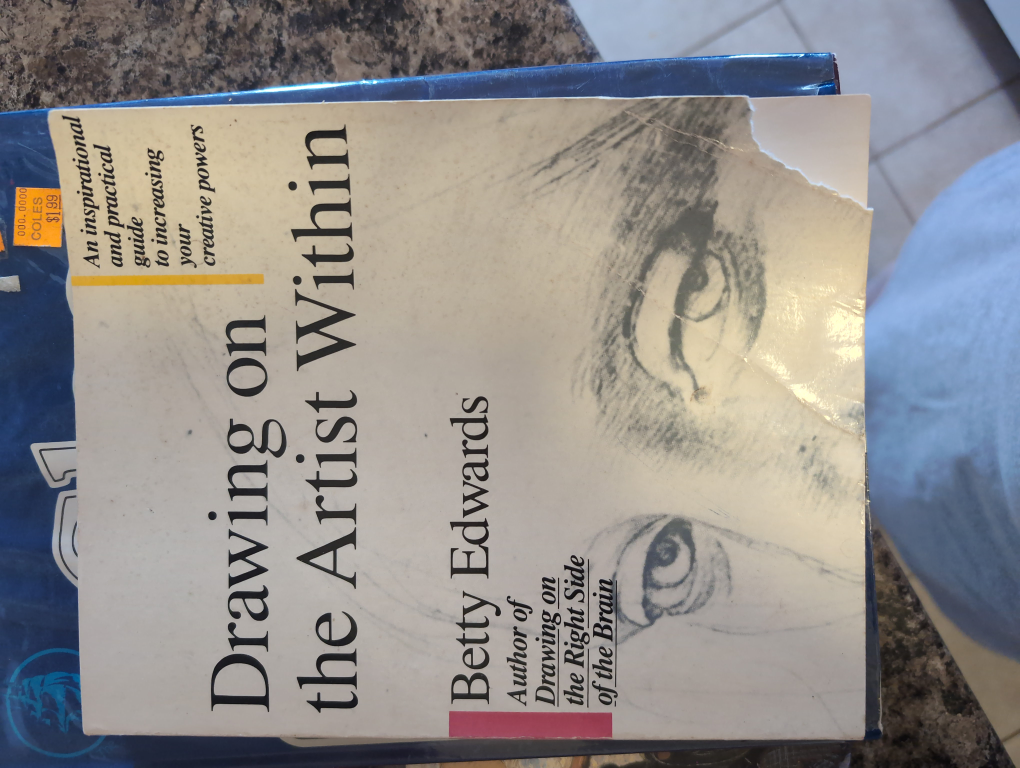 An inspirational
and practical
guide
to increasing
your
creative powers
Drawing on
the Artist Within
Betty Edwards
Author of
Drawing on
the Right Side
of the Brain
000.0000
COLES
$1.99